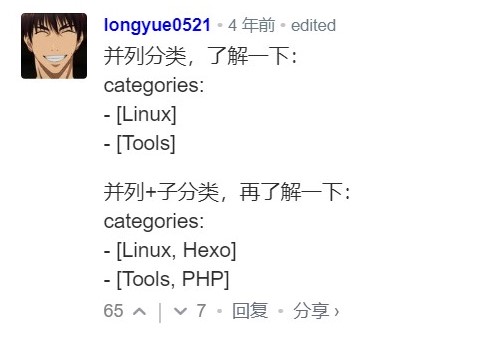 longyue0521 • 4 年前 • edited
并列分类，了解一下：
categories:
- [Linux]
- [Tools]
并列+子分类，再了解一下：
categories:
- [Linux, Hexo]
- [Tools, PHP]
65 | 7 • 回复 • 分享 ›